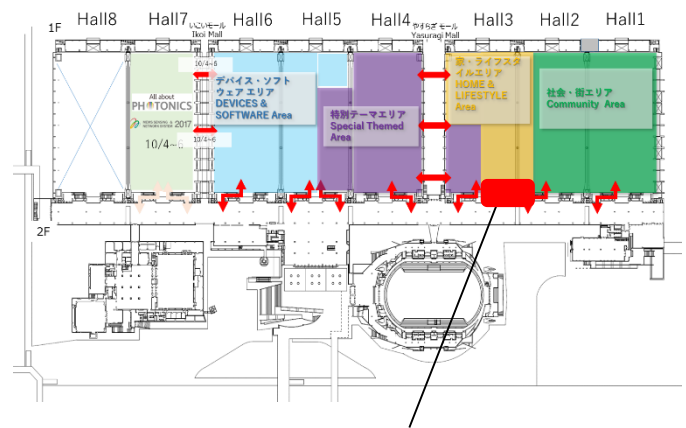 Hall8
Hall7
いこいモール
Ikoi Mall
Hall6
Hall5
Hall4
やすらぎ モール
Yasuragi Mall
Hall3
Hall2
Hall1
1F
10/4~6
All about
PHOTONICS
2017
10/4~6
10/4~
デバイス・ソフト
ウェア エリア
DEVICES &
SOFTWARE Area
特別テーマエリア
Special Themed
Area
家・ライフスタ
イルエリア
HOME &
LIFESTYLE
Area
社会・街エリア
Community Area
2F